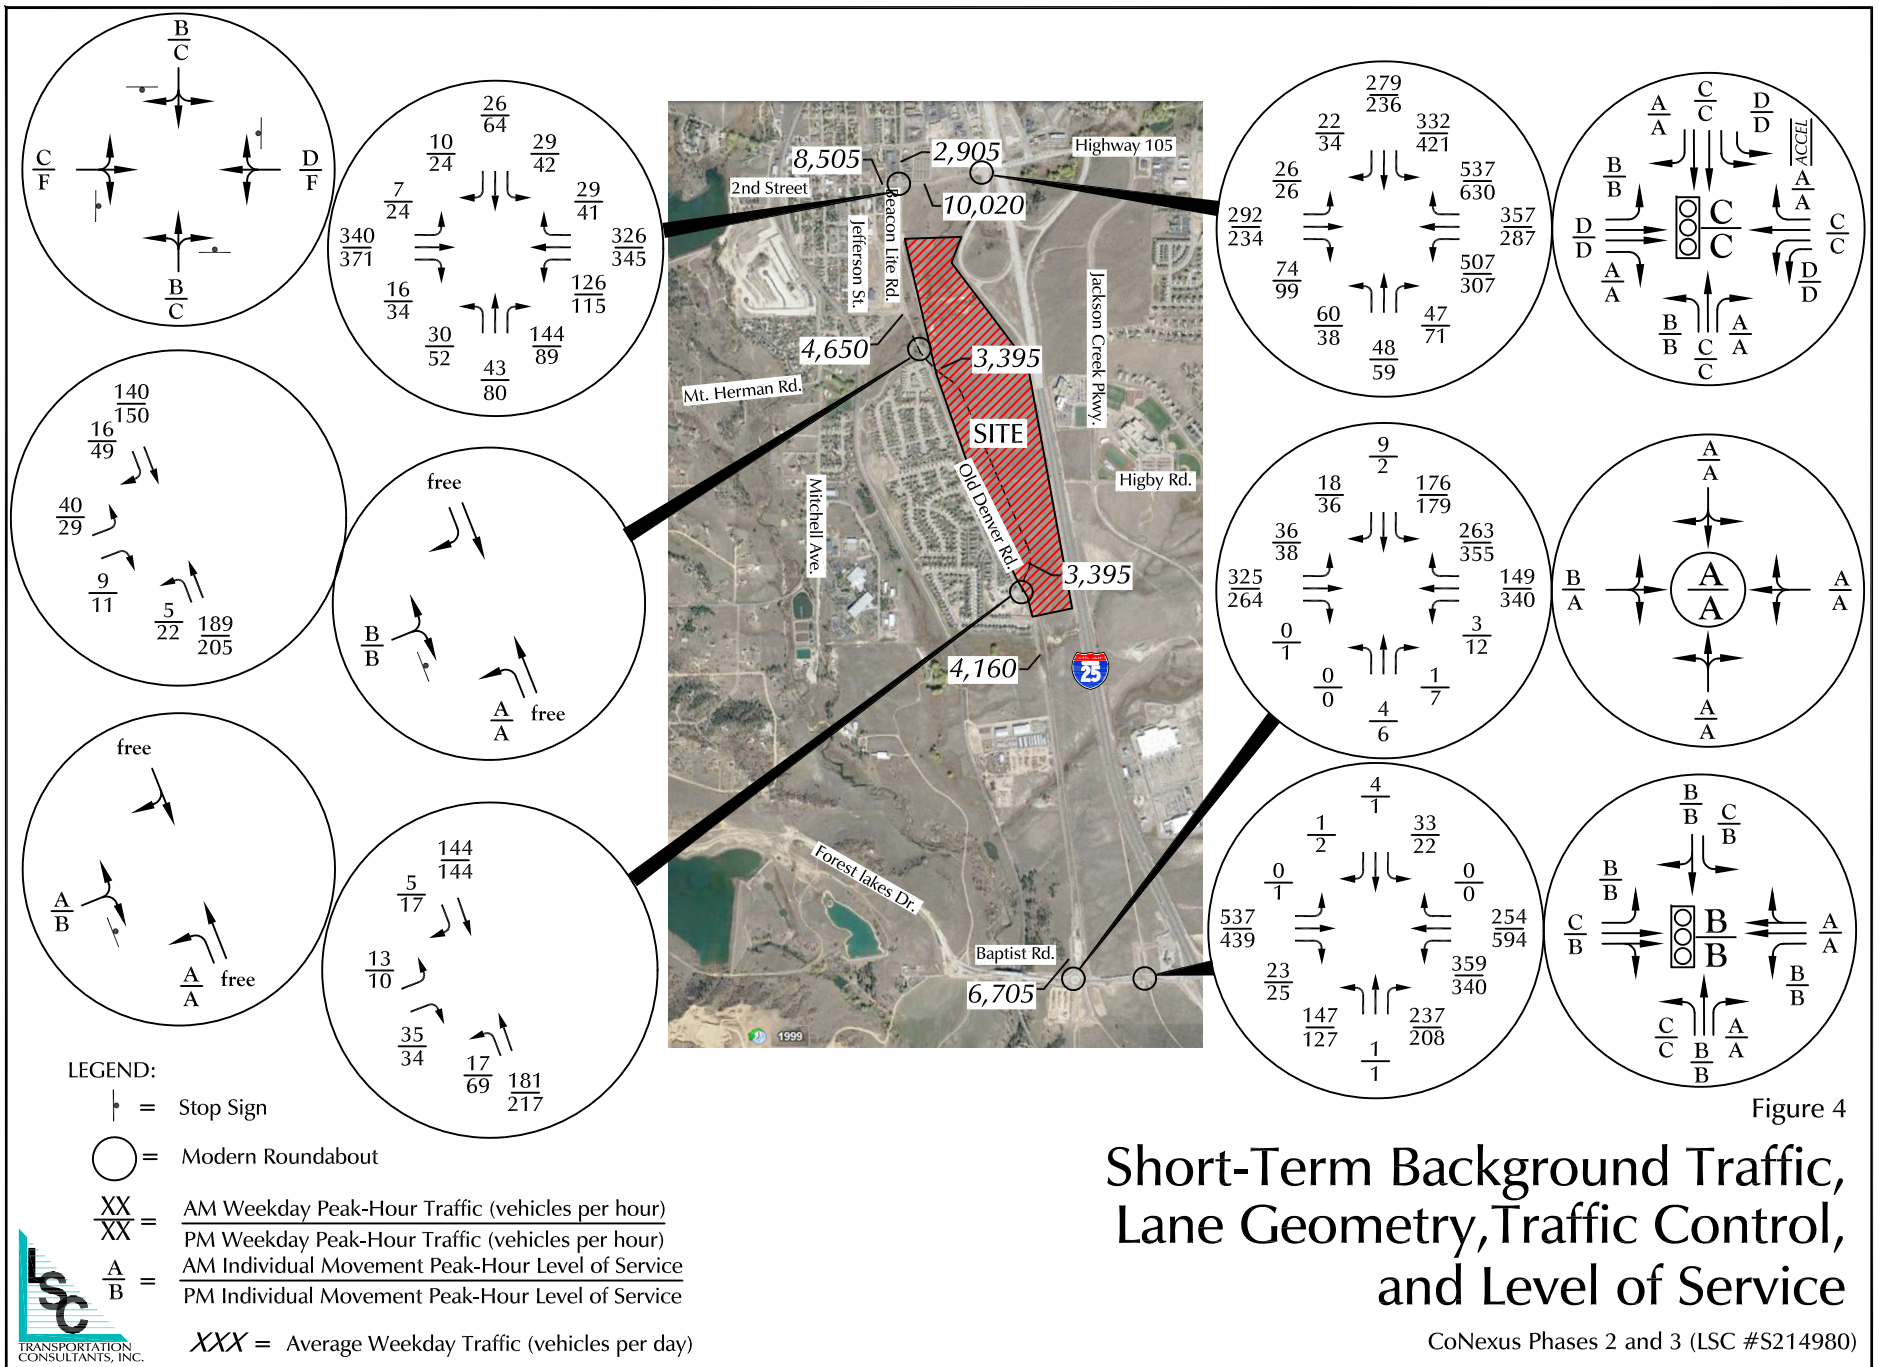 B
C
C
F
D
F
B
C
26
64
10
24
29
42
7
24
29
41
340
371
326
345
16
34
126
115
30
52
144
89
43
80
140
150
16
49
40
29
9
11
5
22
189
205
free
B
B
A
A
free
free
A
B
A
A
free
144
144
5
17
13
10
35
34
17
69
181
217
8,505
2,905
Highway 105
2nd Street
10,020
Beacon Lite Rd.
Jefferson St.
Jackson Creek Pkwy.
4,650
3,395
Mt. Herman Rd.
SITE
Old Denver Rd.
Higby Rd.
Mitchell Ave.
3,395
4,160
25
Forest lakes Dr.
Baptist Rd.
6,705
1999
279
236
22
34
332
421
26
26
537
630
292
234
357
287
74
99
507
307
60
38
47
71
48
59
A
A
C
C
D
D
ACCEL
B
B
A
A
C
C
D
D
C
C
A
A
D
D
B
B
A
A
C
C
9
2
18
36
176
179
36
38
263
355
325
264
149
340
0
1
3
12
0
0
1
7
4
6
A
A
B
A
A
A
A
A
A
A
4
1
1
2
33
22
0
1
0
0
537
439
254
594
23
25
359
340
147
127
237
208
1
1
B
B
C
B
B
B
C
B
B
B
A
A
B
B
C
C
A
A
B
B
LEGEND:
= Stop Sign
= Modern Roundabout
XX
XX
= AM Weekday Peak-Hour Traffic (vehicles per hour)
PM Weekday Peak-Hour Traffic (vehicles per hour)
A
B
= AM Individual Movement Peak-Hour Level of Service
PM Individual Movement Peak-Hour Level of Service
XXX = Average Weekday Traffic (vehicles per day)
LSC
TRANSPORTATION
CONSULTANTS, INC.
Figure 4
Short-Term Background Traffic,
Lane Geometry,Traffic Control,
and Level of Service
CoNexus Phases 2 and 3 (LSC #S214980)